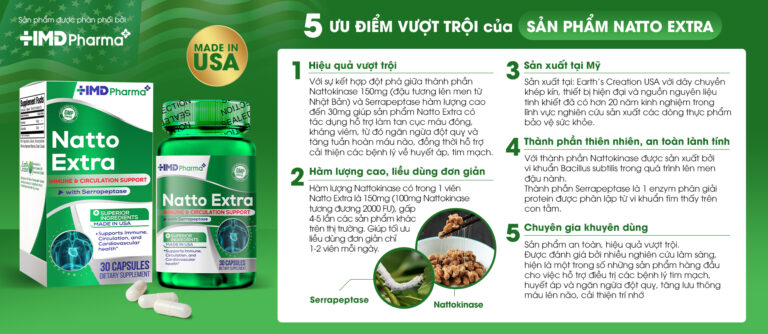 Sản phẩm được phân phối bởi
IMD Pharma
MADE IN
USA
5 ƯU ĐIỂM VƯỢT TRỘI của SẢN PHẨM NATTO EXTRA
IMD Pharma
Natto
Extra
IMMUNE & CIRCULATION SUPPORT
with Serrapeptase
SUPERIOR
INGREDIENTS
MADE IN USA
Supports Immune,
Circulation, and
Cardiovascular
health*
30 CAPSULES
DIETARY SUPPLEMENT
Supplement Facts
IMD Pharma
Natto Extra
IMMUNE & CIRCULATION SUPPORT
with Serrapeptase
SUPERIOR
INGREDIENTS
MADE IN USA
Supports Immune,
Circulation, and
Cardiovascular
health*
30 CAPSULES
DIETARY SUPPLEMENT
1 Hiệu quả vượt trội
Với sự kết hợp đột phá giữa thành phần
Nattokinase 150mg (đậu tương lên men từ
Nhật Bản) và Serrapeptase hàm lượng cao
đến 30mg giúp sản phẩm Natto Extra có
tác dụng hỗ trợ làm tan cục máu đông,
kháng viêm, từ đó ngăn ngừa đột quỵ và
tăng tuần hoàn máu não, đồng thời hỗ trợ
cải thiện các bệnh lý về huyết áp, tim mạch.
2 Hàm lượng cao, liều dùng đơn giản
Hàm lượng Nattokinase có trong 1 viên
Natto Extra là 150mg (100mg Nattokinase
tương đương 2000 FU), gấp
4-5 lần các sản phẩm khác
trên thị trường. Giúp tối ưu
liều dùng đơn giản chỉ
1-2 viên mỗi ngày.
Serrapeptase
Nattokinase
3 Sản xuất tại Mỹ
Sản xuất tại: Earth's Creation USA với dây chuyền
khép kín, thiết bị hiện đại và nguồn nguyên liệu
tinh khiết đã có hơn 20 năm kinh nghiệm trong
lĩnh vực nghiên cứu sản xuất các dòng thực phẩm
bảo vệ sức khỏe.
4 Thành phần thiên nhiên, an toàn lành tính
Với thành phần Nattokinase được sản xuất bởi
vi khuẩn Bacillus subtilis trong quá trình lên men
đậu nành.
Thành phần Serrapeptase là 1 enzym phân giải
protein được phân lập từ vi khuẩn tìm thấy trên
con tằm.
5 Chuyên gia khuyên dùng
Sản phẩm an toàn, hiệu quả vượt trội.
Được đánh giá bởi nhiều nghiên cứu lâm sàng,
hiện là một trong số những sản phẩm hàng đầu
cho việc hỗ trợ điều trị các bệnh lý tim mạch,
huyết áp và ngăn ngừa đột quỵ, tăng lưu thông
máu lên não, cải thiện trí nhớ